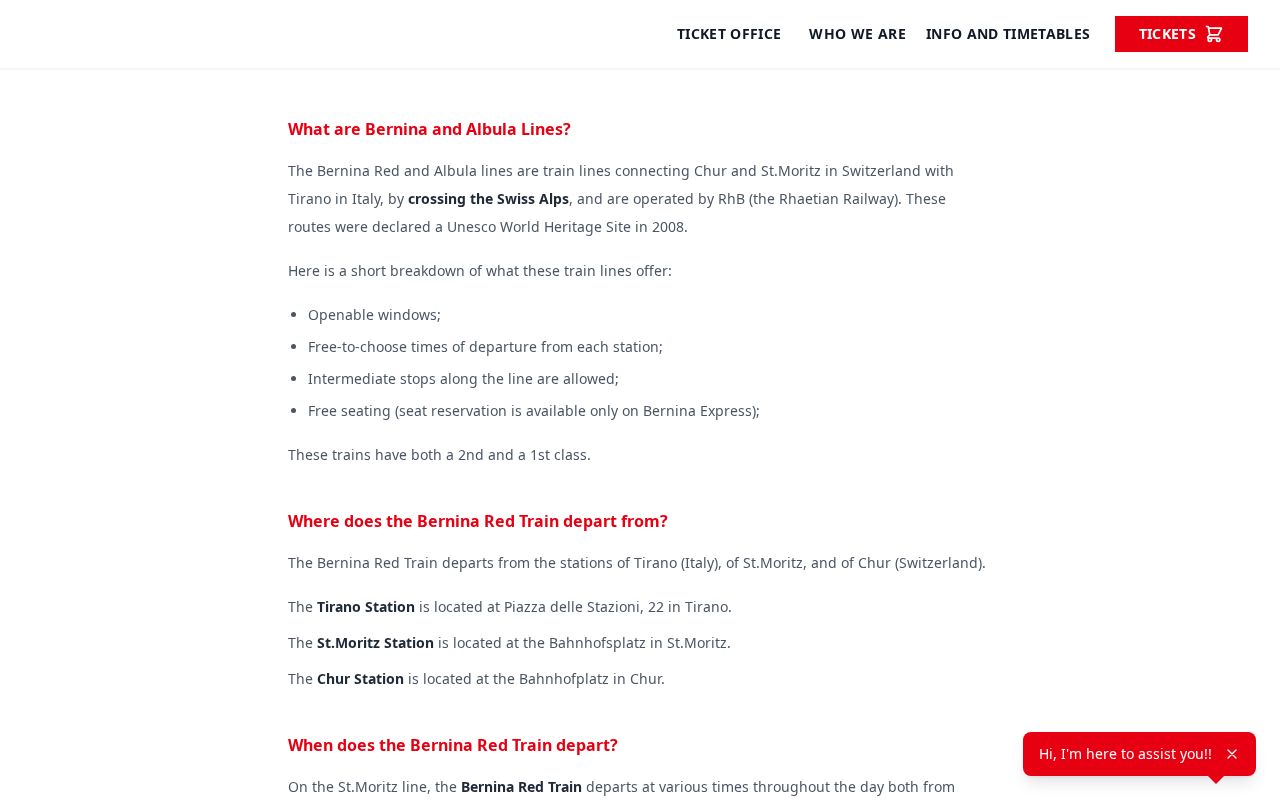 TICKET OFFICE
WHO WE ARE
INFO AND TIMETABLES
TICKETS
What are Bernina and Albula Lines?
The Bernina Red and Albula lines are train lines connecting Chur and St.Moritz in Switzerland with
Tirano in Italy, by crossing the Swiss Alps, and are operated by RhB (the Rhaetian Railway). These
routes were declared a Unesco World Heritage Site in 2008.
Here is a short breakdown of what these train lines offer:
• Openable windows;
• Free-to-choose times of departure from each station;
• Intermediate stops along the line are allowed;
• Free seating (seat reservation is available only on Bernina Express);
These trains have both a 2nd and a 1st class.
Where does the Bernina Red Train depart from?
The Bernina Red Train departs from the stations of Tirano (Italy), of St.Moritz, and of Chur (Switzerland).
The Tirano Station is located at Piazza delle Stazioni, 22 in Tirano.
The St.Moritz Station is located at the Bahnhofsplatz in St.Moritz.
The Chur Station is located at the Bahnhofplatz in Chur.
When does the Bernina Red Train depart?
On the St.Moritz line, the Bernina Red Train departs at various times throughout the day both from
Hi, I'm here to assist you!!